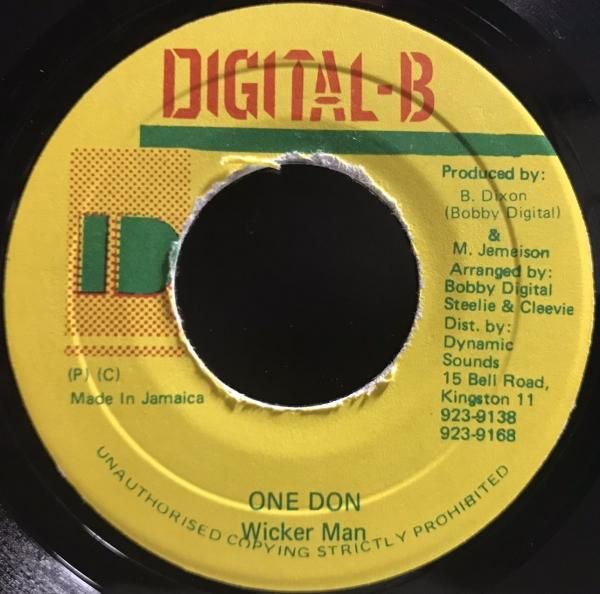 DIGITAL-B
Produced by:
B. Dixon
(Bobby Digital)
&
M. Jemeison
Arranged by:
Bobby Digital
Steelie & Cleevie
Dist. by:
Dynamic
Sounds
15 Bell Road,
Kingston 11
923-9138
923-9168
ID
(P) (C)
Made In Jamaica
ONE DON
Wicker Man
UNAUTHORISED COPYING STRICTLY PROHIBITED